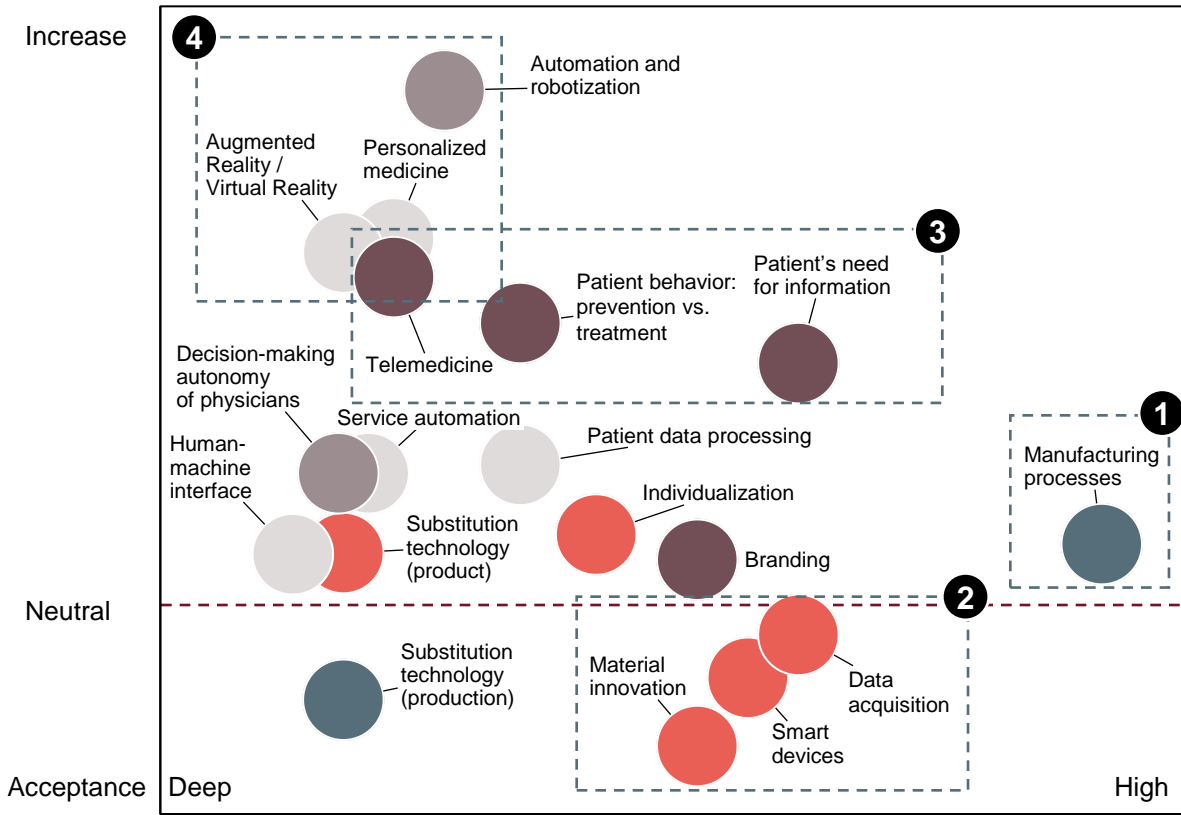 Increase
4
Automation and
robotization
Augmented
Reality /
Virtual Reality
Personalized
medicine
3
Patient behavior:
prevention vs.
treatment
Patient’s need
for information
Telemedicine
Decision-making
autonomy
of physicians
Service automation
Human-
machine
interface
Patient data processing
1
Manufacturing
processes
Individualization
Substitution
technology
(product)
Branding
Neutral
2
Substitution
technology
(production)
Material
innovation
Data
acquisition
Smart
devices
Acceptance
Deep
High